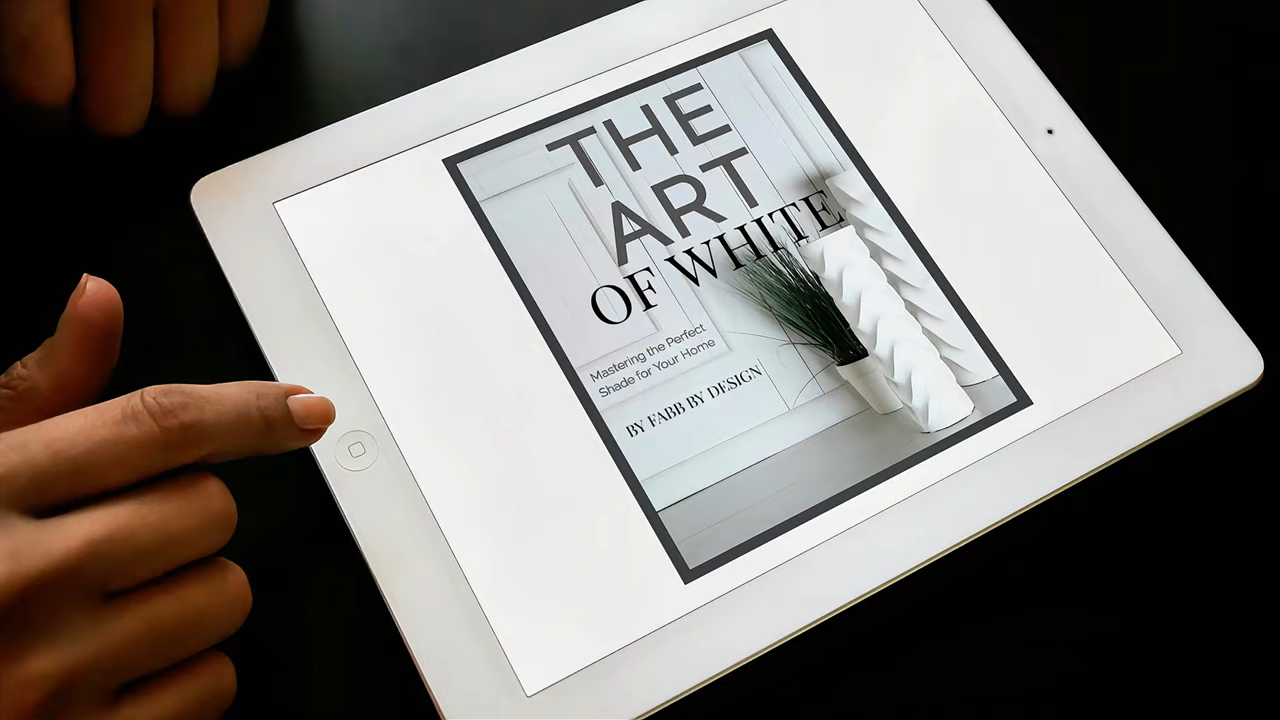 THE
ART
OF WHITE
Mastering the Perfect
Shade for Your Home
BY FABB BY DESIGN